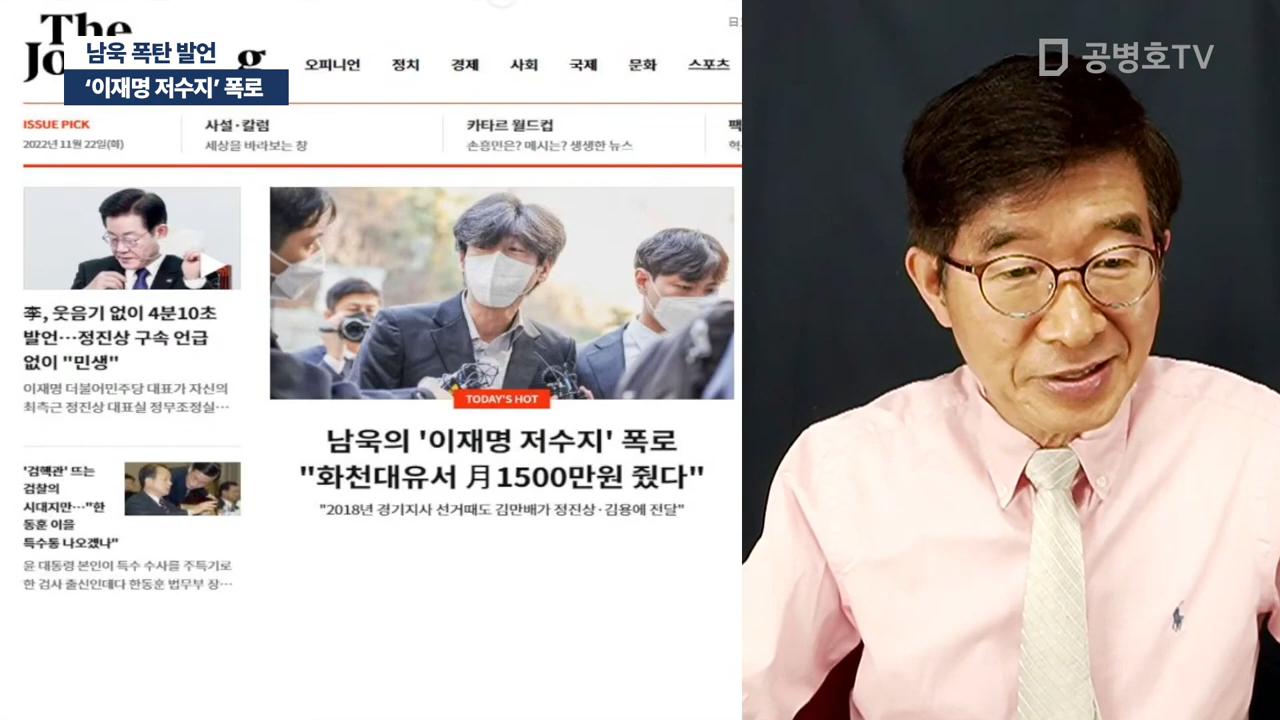 The
남욱 폭탄 발언
Jo g
'이재명 저수지' 폭로
오피니언 정치 경제 사회 국제 문화 스포츠
공병호TV
ISSUE PICK
2022년 11월 22일(화)
사설·칼럼
세상을 바라보는 창
카타르 월드컵
손흥민은? 메시는? 생생한 뉴스
李, 웃음기 없이 4분10초
발언…정진상 구속 언급
없이 "민생"
이재명 더불어민주당 대표가 자신의
최측근 정진상 대표실 정무조정실…
'검핵관' 뜨는
검찰의
시대지만…"한
동훈 이을
특수통 나오겠나"
윤 대통령 본인이 특수 수사를 주특기로
한 검사 출신인데다 한동훈 법무부 장…
TODAY'S HOT
남욱의 '이재명 저수지' 폭로
"화천대유서 月1500만원 줬다"
"2018년 경기지사 선거때도 김만배가 정진상·김용에 전달"